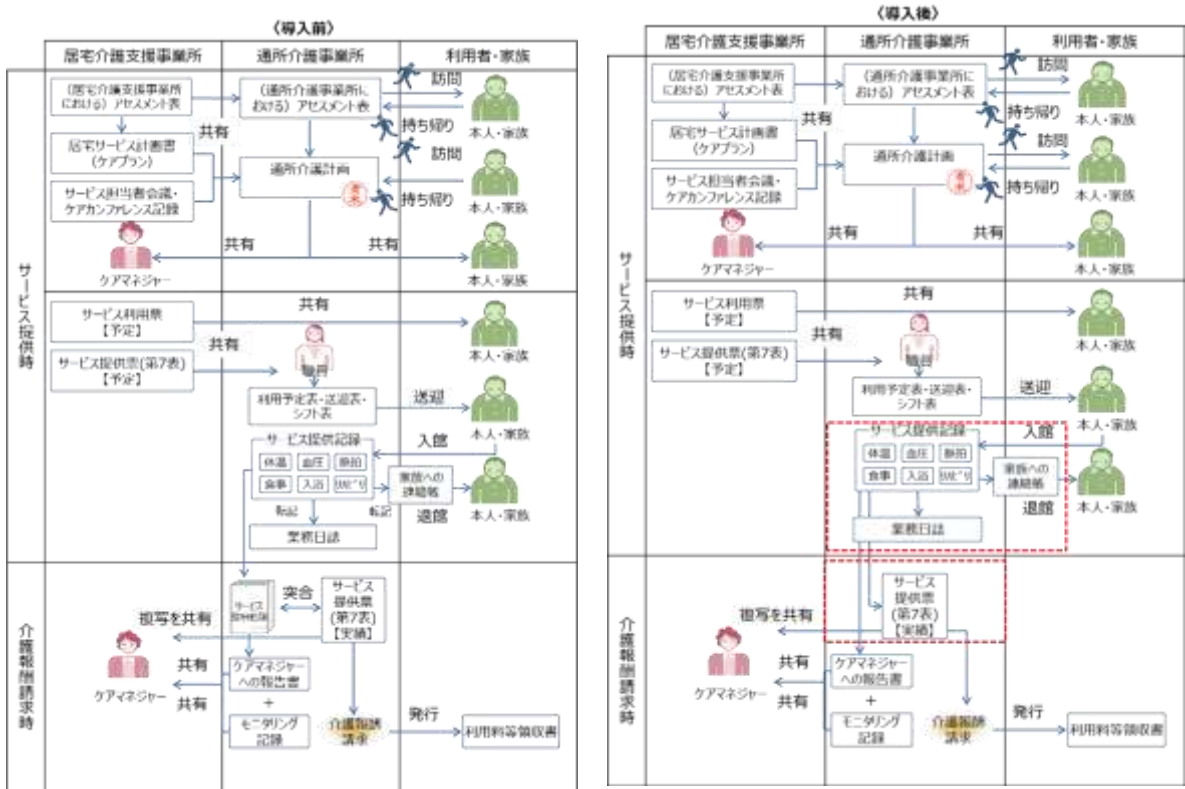 〈導入前〉
居宅介護支援事業所
通所介護事業所
利用者・家族
サービス提供時
（居宅介護支援事業所
における）アセスメント表
（通所介護事業所に
おける）アセスメント表
訪問
持ち帰り
本人・家族
共有
居宅サービス計画書
（ケアプラン）
サービス担当者会議・
ケアカンファレンス記録
通所介護計画
訪問
持ち帰り
本人・家族
共有
共有
ケアマネジャー
本人・家族
サービス利用票
【予定】
共有
本人・家族
サービス提供票(第7表)
【予定】
共有
職員
利用予定表・送迎表・
シフト表
送迎
本人・家族
サービス提供記録
体温
血圧
脈拍
食事
入浴
リハビリ
入館
家族への
連絡帳
退館
本人・家族
転記
転記
業務日誌
介護報酬請求時
サービス
突合
サービス
提供票
(第7表)
【実績】
複写を共有
ケアマネジャー
共有
共有
ケアマネジャー
への報告書
+
モニタリング
記録
介護報酬
請求
発行
利用料等領収書
〈導入後〉
居宅介護支援事業所
通所介護事業所
利用者・家族
サービス提供時
（居宅介護支援事業所
における）アセスメント表
（通所介護事業所に
おける）アセスメント表
訪問
持ち帰り
本人・家族
共有
居宅サービス計画書
（ケアプラン）
サービス担当者会議・
ケアカンファレンス記録
通所介護計画
訪問
持ち帰り
本人・家族
共有
共有
ケアマネジャー
本人・家族
サービス利用票
【予定】
共有
本人・家族
サービス提供票(第7表)
【予定】
共有
職員
利用予定表・送迎表・
シフト表
送迎
本人・家族
サービス提供記録
体温
血圧
脈拍
食事
入浴
リハビリ
入館
家族への
連絡帳
退館
本人・家族
業務日誌
介護報酬請求時
サービス
提供票
(第7表)
【実績】
複写を共有
ケアマネジャー
共有
共有
ケアマネジャー
への報告書
+
モニタリング
記録
介護報酬
請求
発行
利用料等領収書